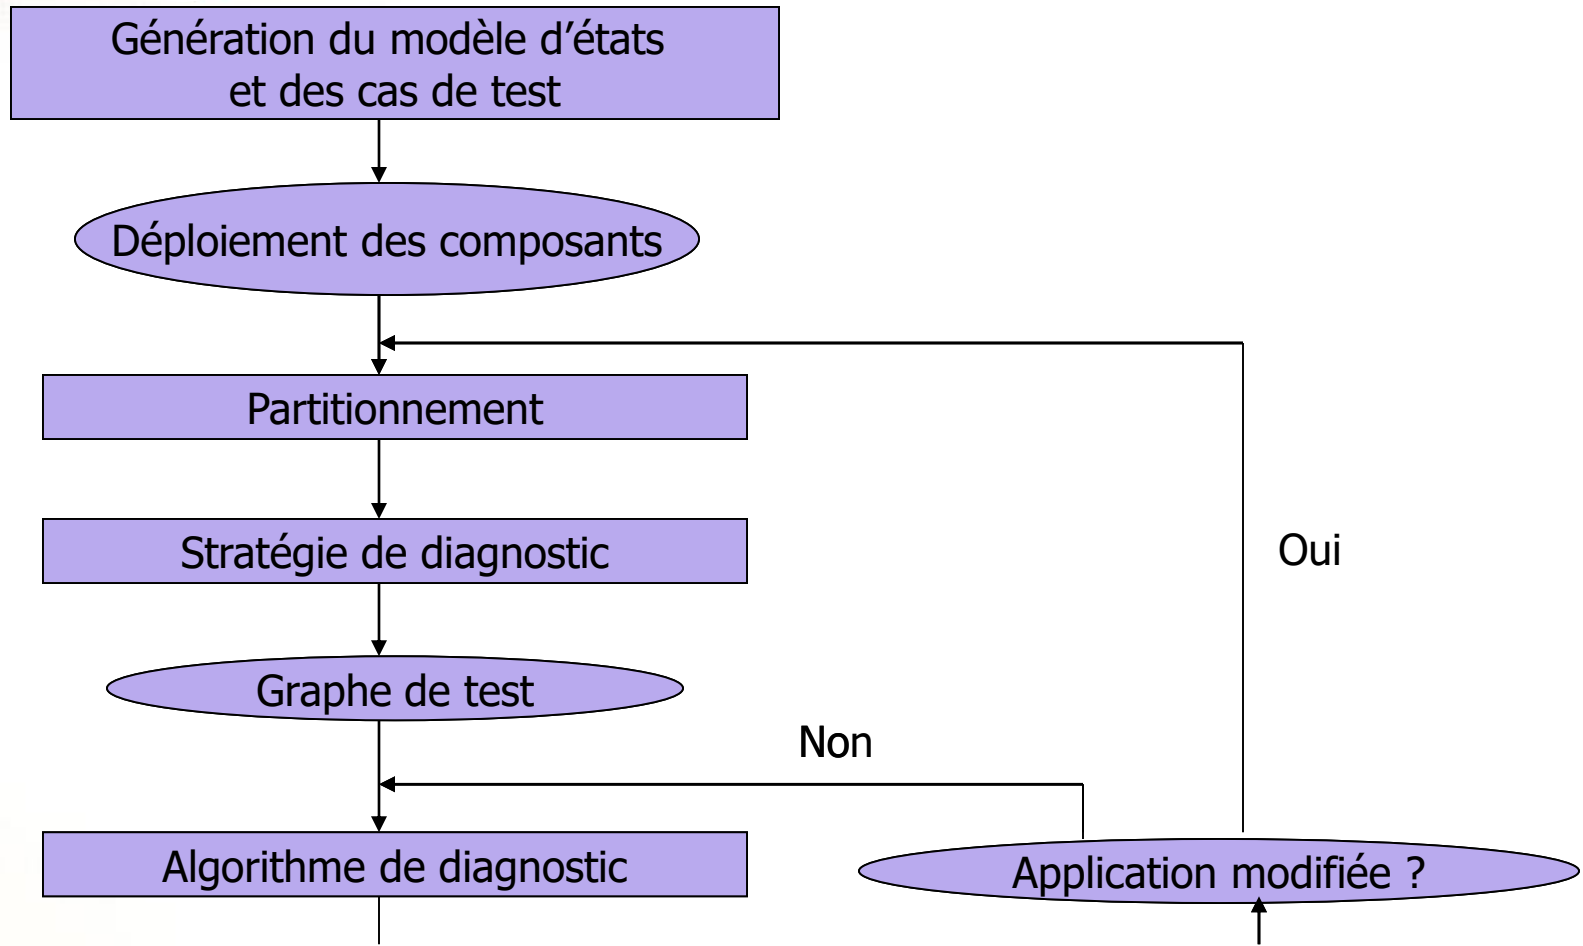 Génération du modèle d’états
et des cas de test
Déploiement des composants
Partitionnement
Stratégie de diagnostic
Oui
Graphe de test
Non
Algorithme de diagnostic
Application modifiée ?